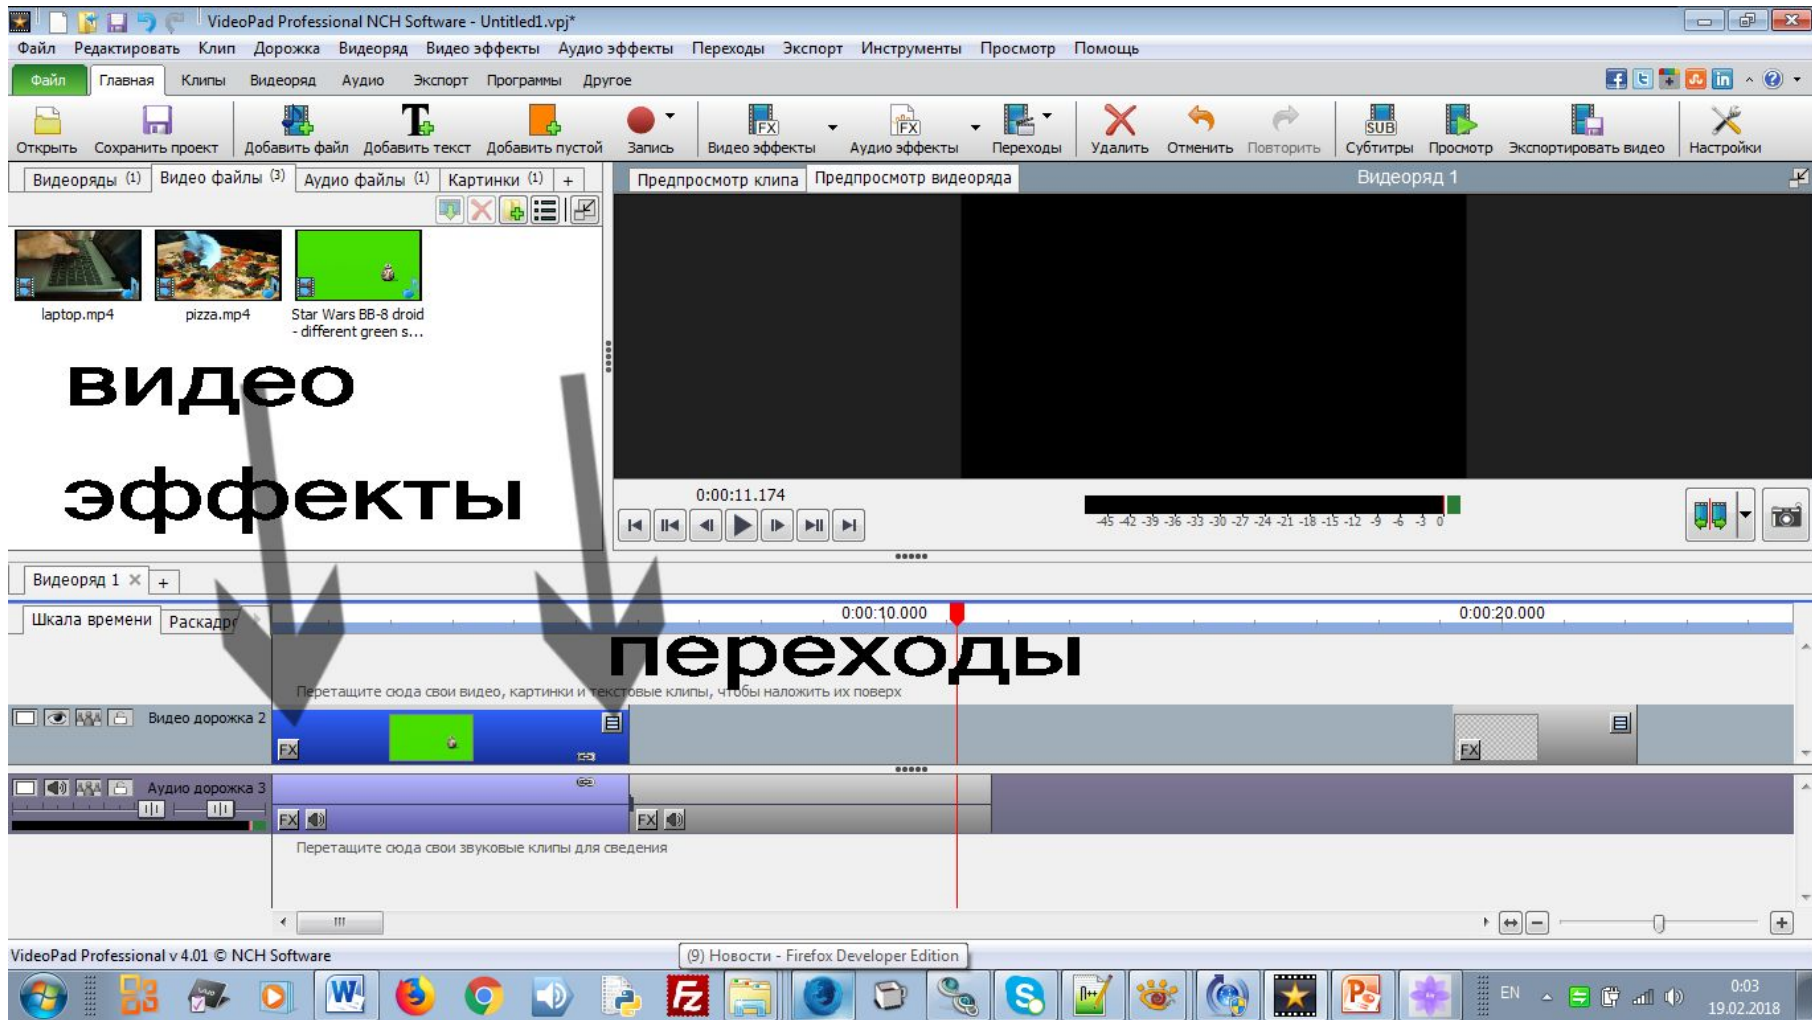 VideoPad Professional NCH Software - Untitled1.vpj*
Файл Редактировать Клип Дорожка Видеоряд Видео эффекты Аудио эффекты Переходы Экспорт Инструменты Просмотр Помощь
Файл Главная Клипы Видеоряд Аудио Экспорт Программы Другое
Открыть Сохранить проект Добавить файл Добавить текст Добавить пустой Запись Видео эффекты Аудио эффекты Переходы Удалить Отменить Повторить Субтитры Просмотр Экспортировать видео Настройки
Видеоряды (1) Видео файлы (3) Аудио файлы (1) Картинки (1) +
Предпросмотр клипа Предпросмотр видеоряда Видеоряд 1
laptop.mp4 pizza.mp4 Star Wars BB-8 droid
- different green s...
видео
эффекты
0:00:11.174
-45 -42 -39 -36 -33 -30 -27 -24 -21 -18 -15 -12 -9 -6 -3 0
Видеоряд 1 +
Шкала времени 0:00:10.000 0:00:20.000
переходы
Перетащите сюда свои видео, картинки и текстовые клипы, чтобы наложить их поверх
Видео дорожка 2
FX FX
Аудио дорожка 3
FX FX
Перетащите сюда свои звуковые клипы для сведения
VideoPad Professional v 4.01 © NCH Software
(9) Новости - Firefox Developer Edition
EN 0:03
19.02.2018